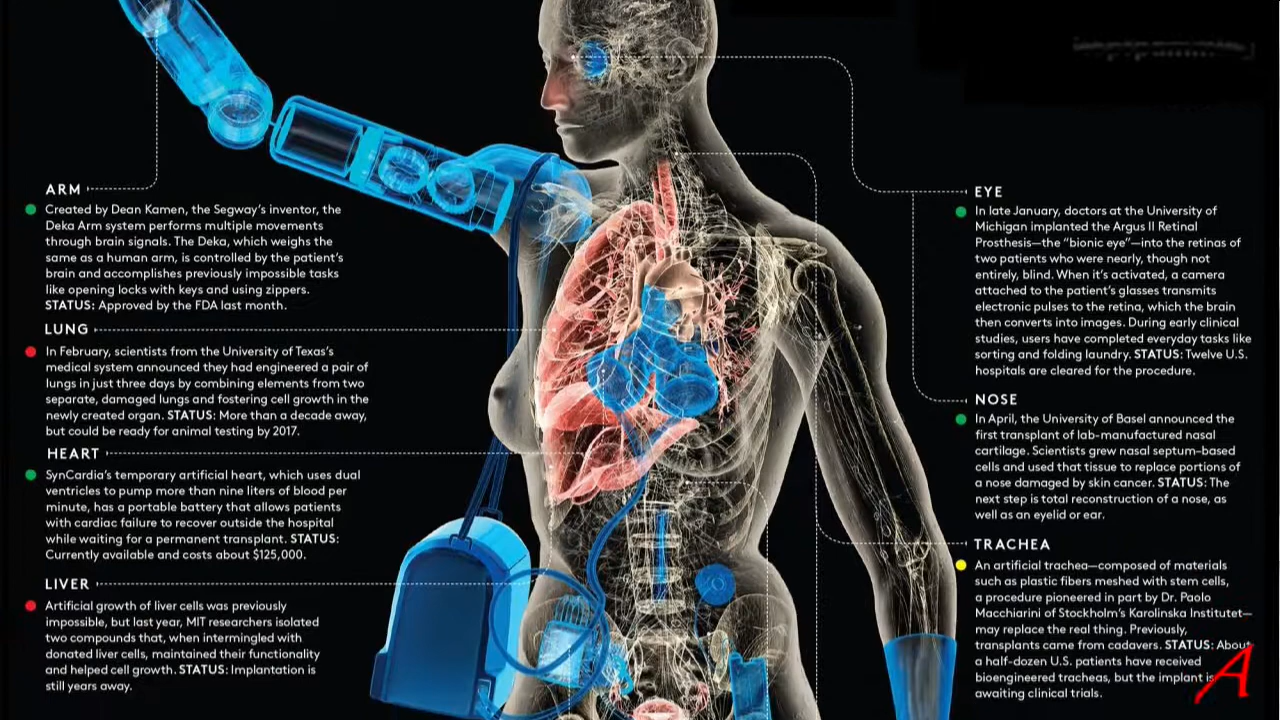 ARM
Created by Dean Kamen, the Segway's inventor, the
Deka Arm system performs multiple movements
through brain signals. The Deka, which weighs the
same as a human arm, is controlled by the patient's
brain and accomplishes previously impossible tasks
like opening locks with keys and using zippers.
STATUS: Approved by the FDA last month.
LUNG
In February, scientists from the University of Texas's
medical system announced they had engineered a pair of
lungs in just three days by combining elements from two
separate, damaged lungs and fostering cell growth in the
newly created organ. STATUS: More than a decade away,
but could be ready for animal testing by 2017.
HEART
SynCardia's temporary artificial heart, which uses dual
ventricles to pump more than nine liters of blood per
minute, has a portable battery that allows patients
with cardiac failure to recover outside the hospital
while waiting for a permanent transplant. STATUS:
Currently available and costs about $125,000.
LIVER
Artificial growth of liver cells was previously
impossible, but last year, MIT researchers isolated
two compounds that, when intermingled with
donated liver cells, maintained their functionality
and helped cell growth. STATUS: Implantation is
still years away.
EYE
In late January, doctors at the University of
Michigan implanted the Argus II Retinal
Prosthesis—the "bionic eye"—into the retinas of
two patients who were nearly, though not
entirely, blind. When it's activated, a camera
attached to the patient's glasses transmits
electronic pulses to the retina, which the brain
then converts into images. During early clinical
studies, users have completed everyday tasks like
sorting and folding laundry. STATUS: Twelve U.S.
hospitals are cleared for the procedure.
NOSE
In April, the University of Basel announced the
first transplant of lab-manufactured nasal
cartilage. Scientists grew nasal septum–based
cells and used that tissue to replace portions of
a nose damaged by skin cancer. STATUS: The
next step is total reconstruction of a nose, as
well as an eyelid or ear.
TRACHEA
An artificial trachea—composed of materials
such as plastic fibers meshed with stem cells,
a procedure pioneered in part by Dr. Paolo
Macchiarini of Stockholm's Karolinska Institutet—
may replace the real thing. Previously,
transplants came from cadavers. STATUS: About
a half-dozen U.S. patients have received
bioengineered tracheas, but the implant is
awaiting clinical trials.
A